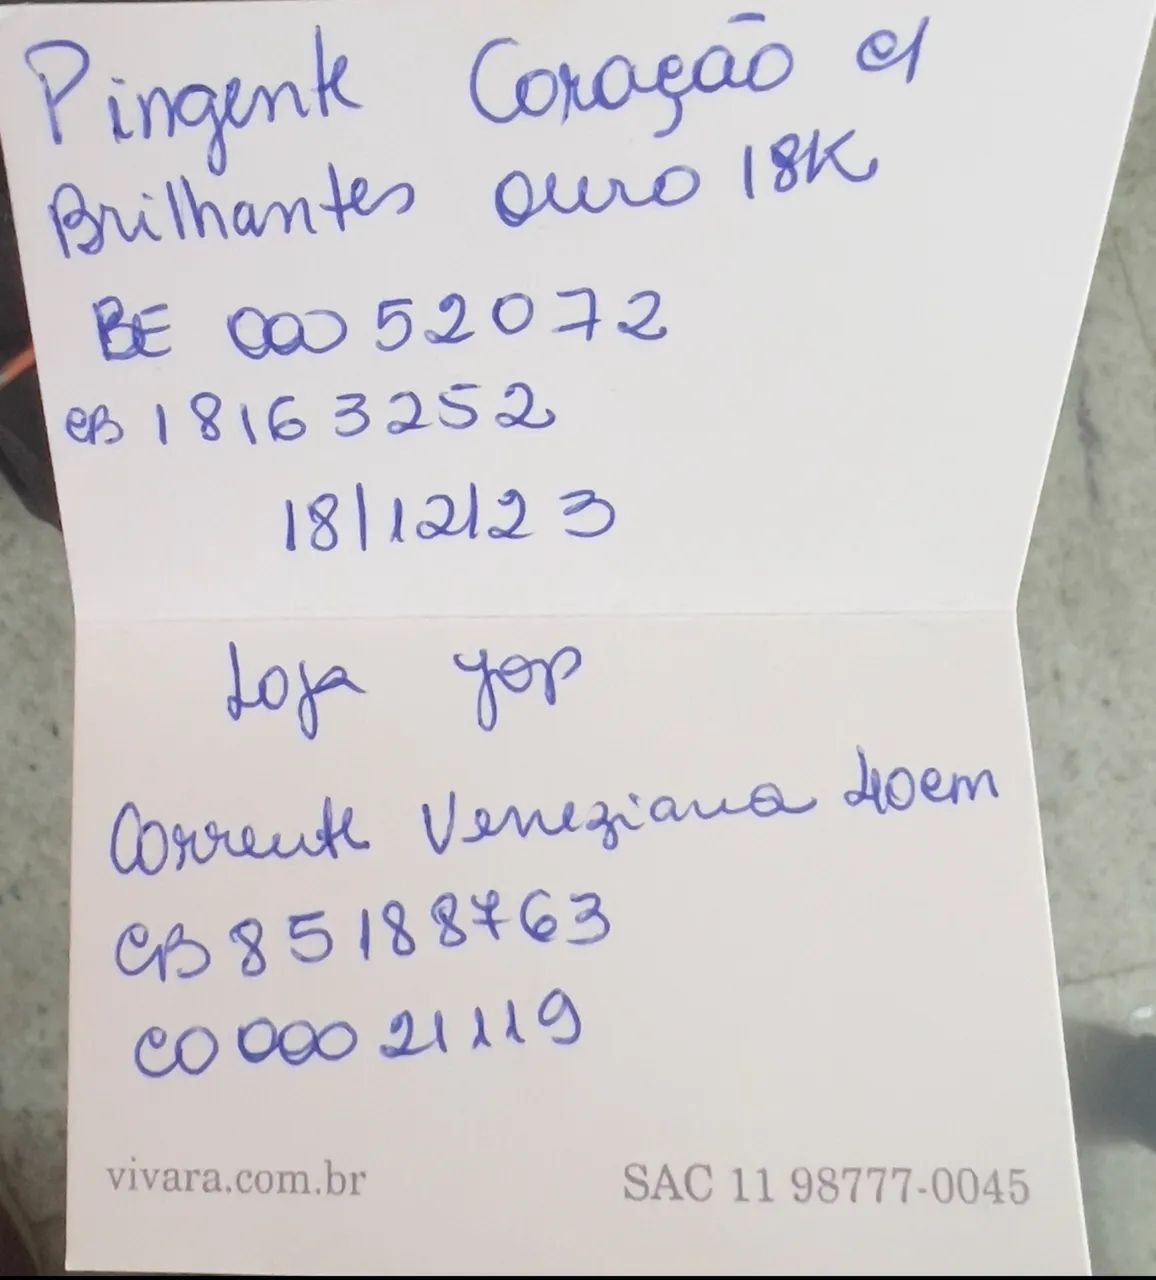 Pingente Coração c/
Brilhantes ouro 18K
BE 00052072
CB 18163252
18/12/23
Loja JOP
Corrente Veneziana 40cm
CB 85188763
CO 00021119
vivara.com.br
SAC 11 98777-0045